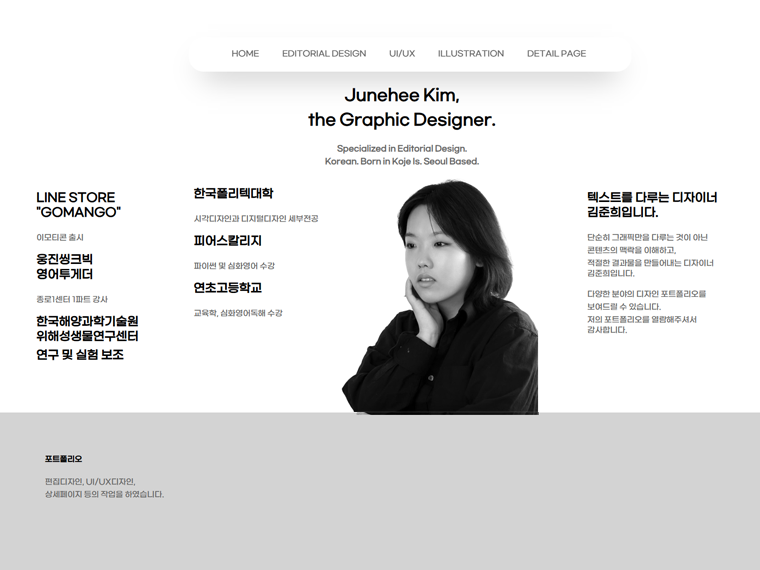 HOME EDITORIAL DESIGN UI/UX ILLUSTRATION DETAIL PAGE
Junehee Kim,
the Graphic Designer.
Specialized in Editorial Design.
Korean. Born in Koje Is. Seoul Based.
LINE STORE
"GOMANGO"
이모티콘 출시
웅진씽크빅
영어투게더
종로1센터 1파트 강사
한국해양과학기술원
위해성생물연구센터
연구 및 실험 보조
한국폴리텍대학
시각디자인과 디지털디자인 세부전공
피어스칼리지
파이썬 및 심화영어 수강
연초고등학교
교육학, 심화영어독해 수강
텍스트를 다루는 디자이너
김준희입니다.
단순히 그래픽만을 다루는 것이 아닌
콘텐츠의 맥락을 이해하고,
적절한 결과물을 만들어내는 디자이너
김준희입니다.
다양한 분야의 디자인 포트폴리오를
보여드릴 수 있습니다.
저의 포트폴리오를 열람해주셔서
감사합니다.
포트폴리오
편집디자인, UI/UX디자인,
상세페이지 등의 작업을 하였습니다.